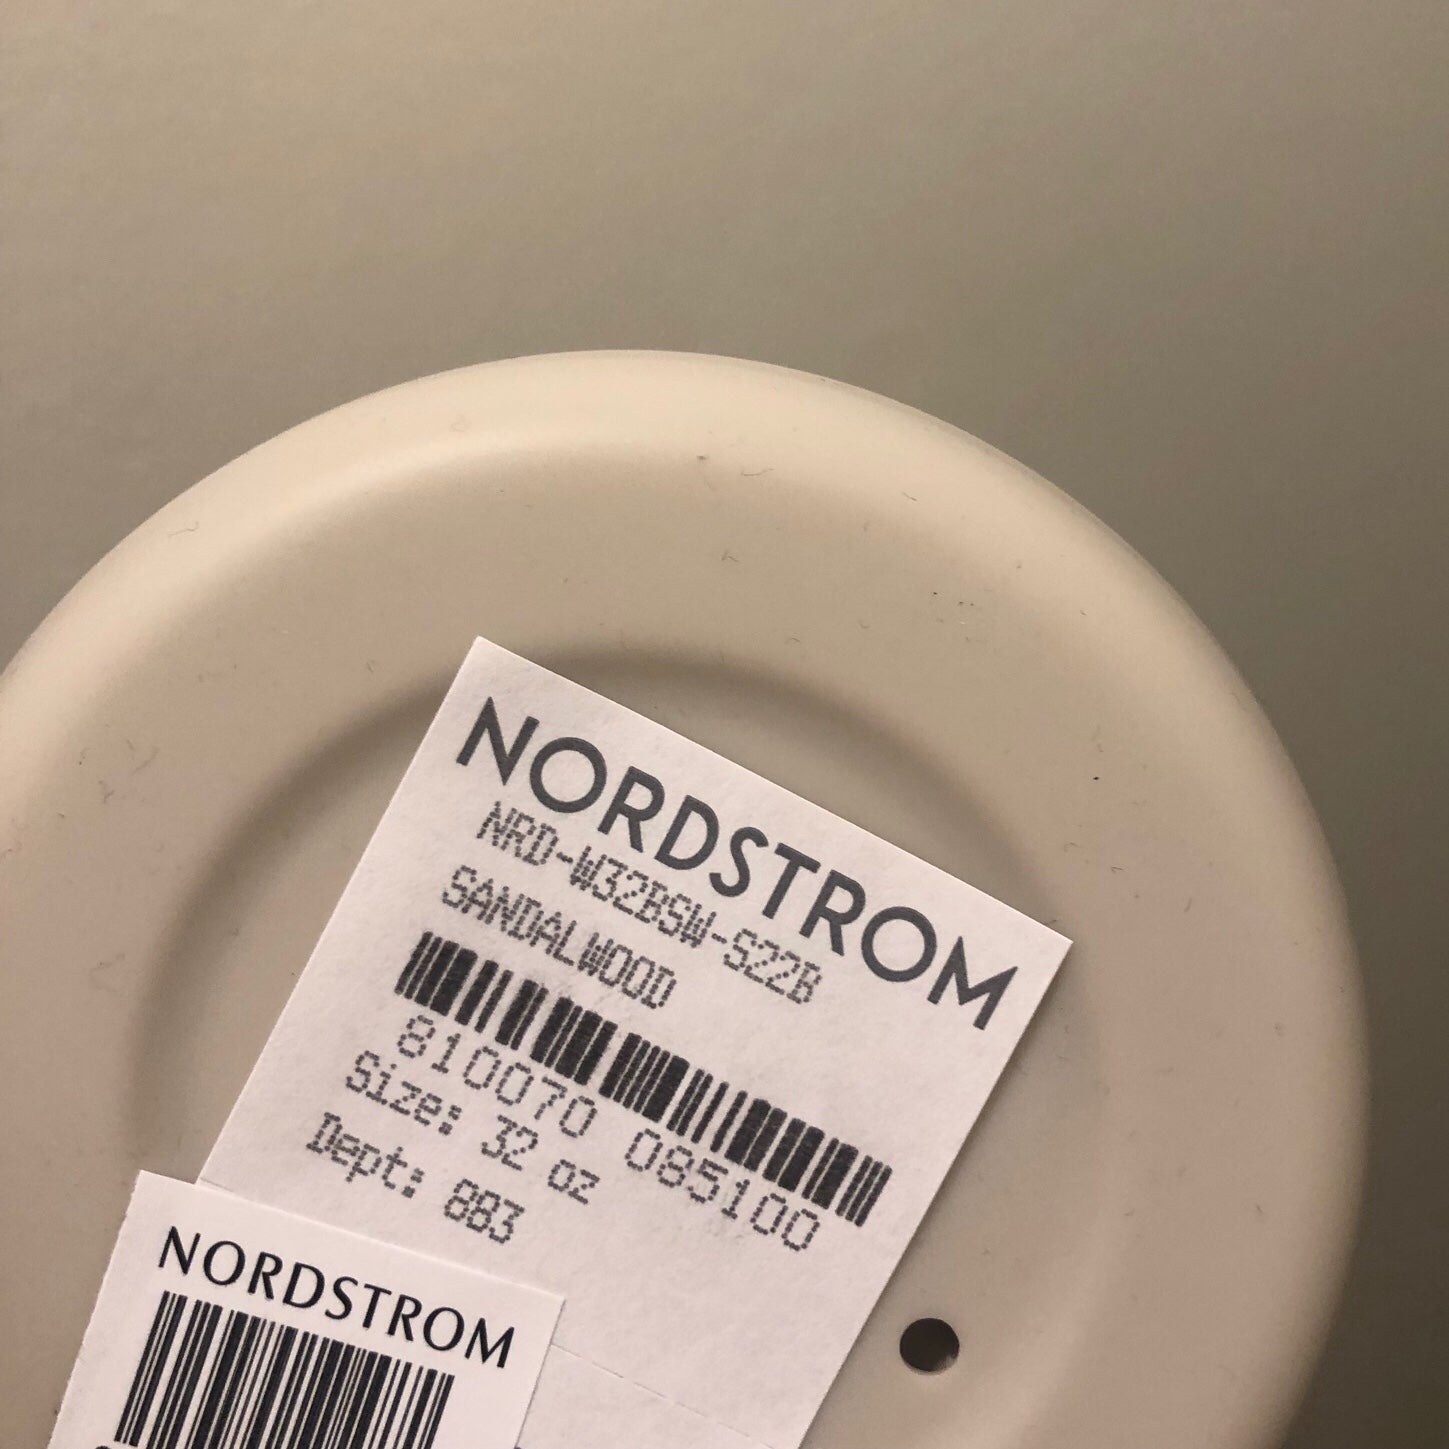 NORDSTROM
NRD-W32BSW-S22B
SANDALWOOD
810070 085100
Size: 32 oz
Dept: 883
NORDSTROM